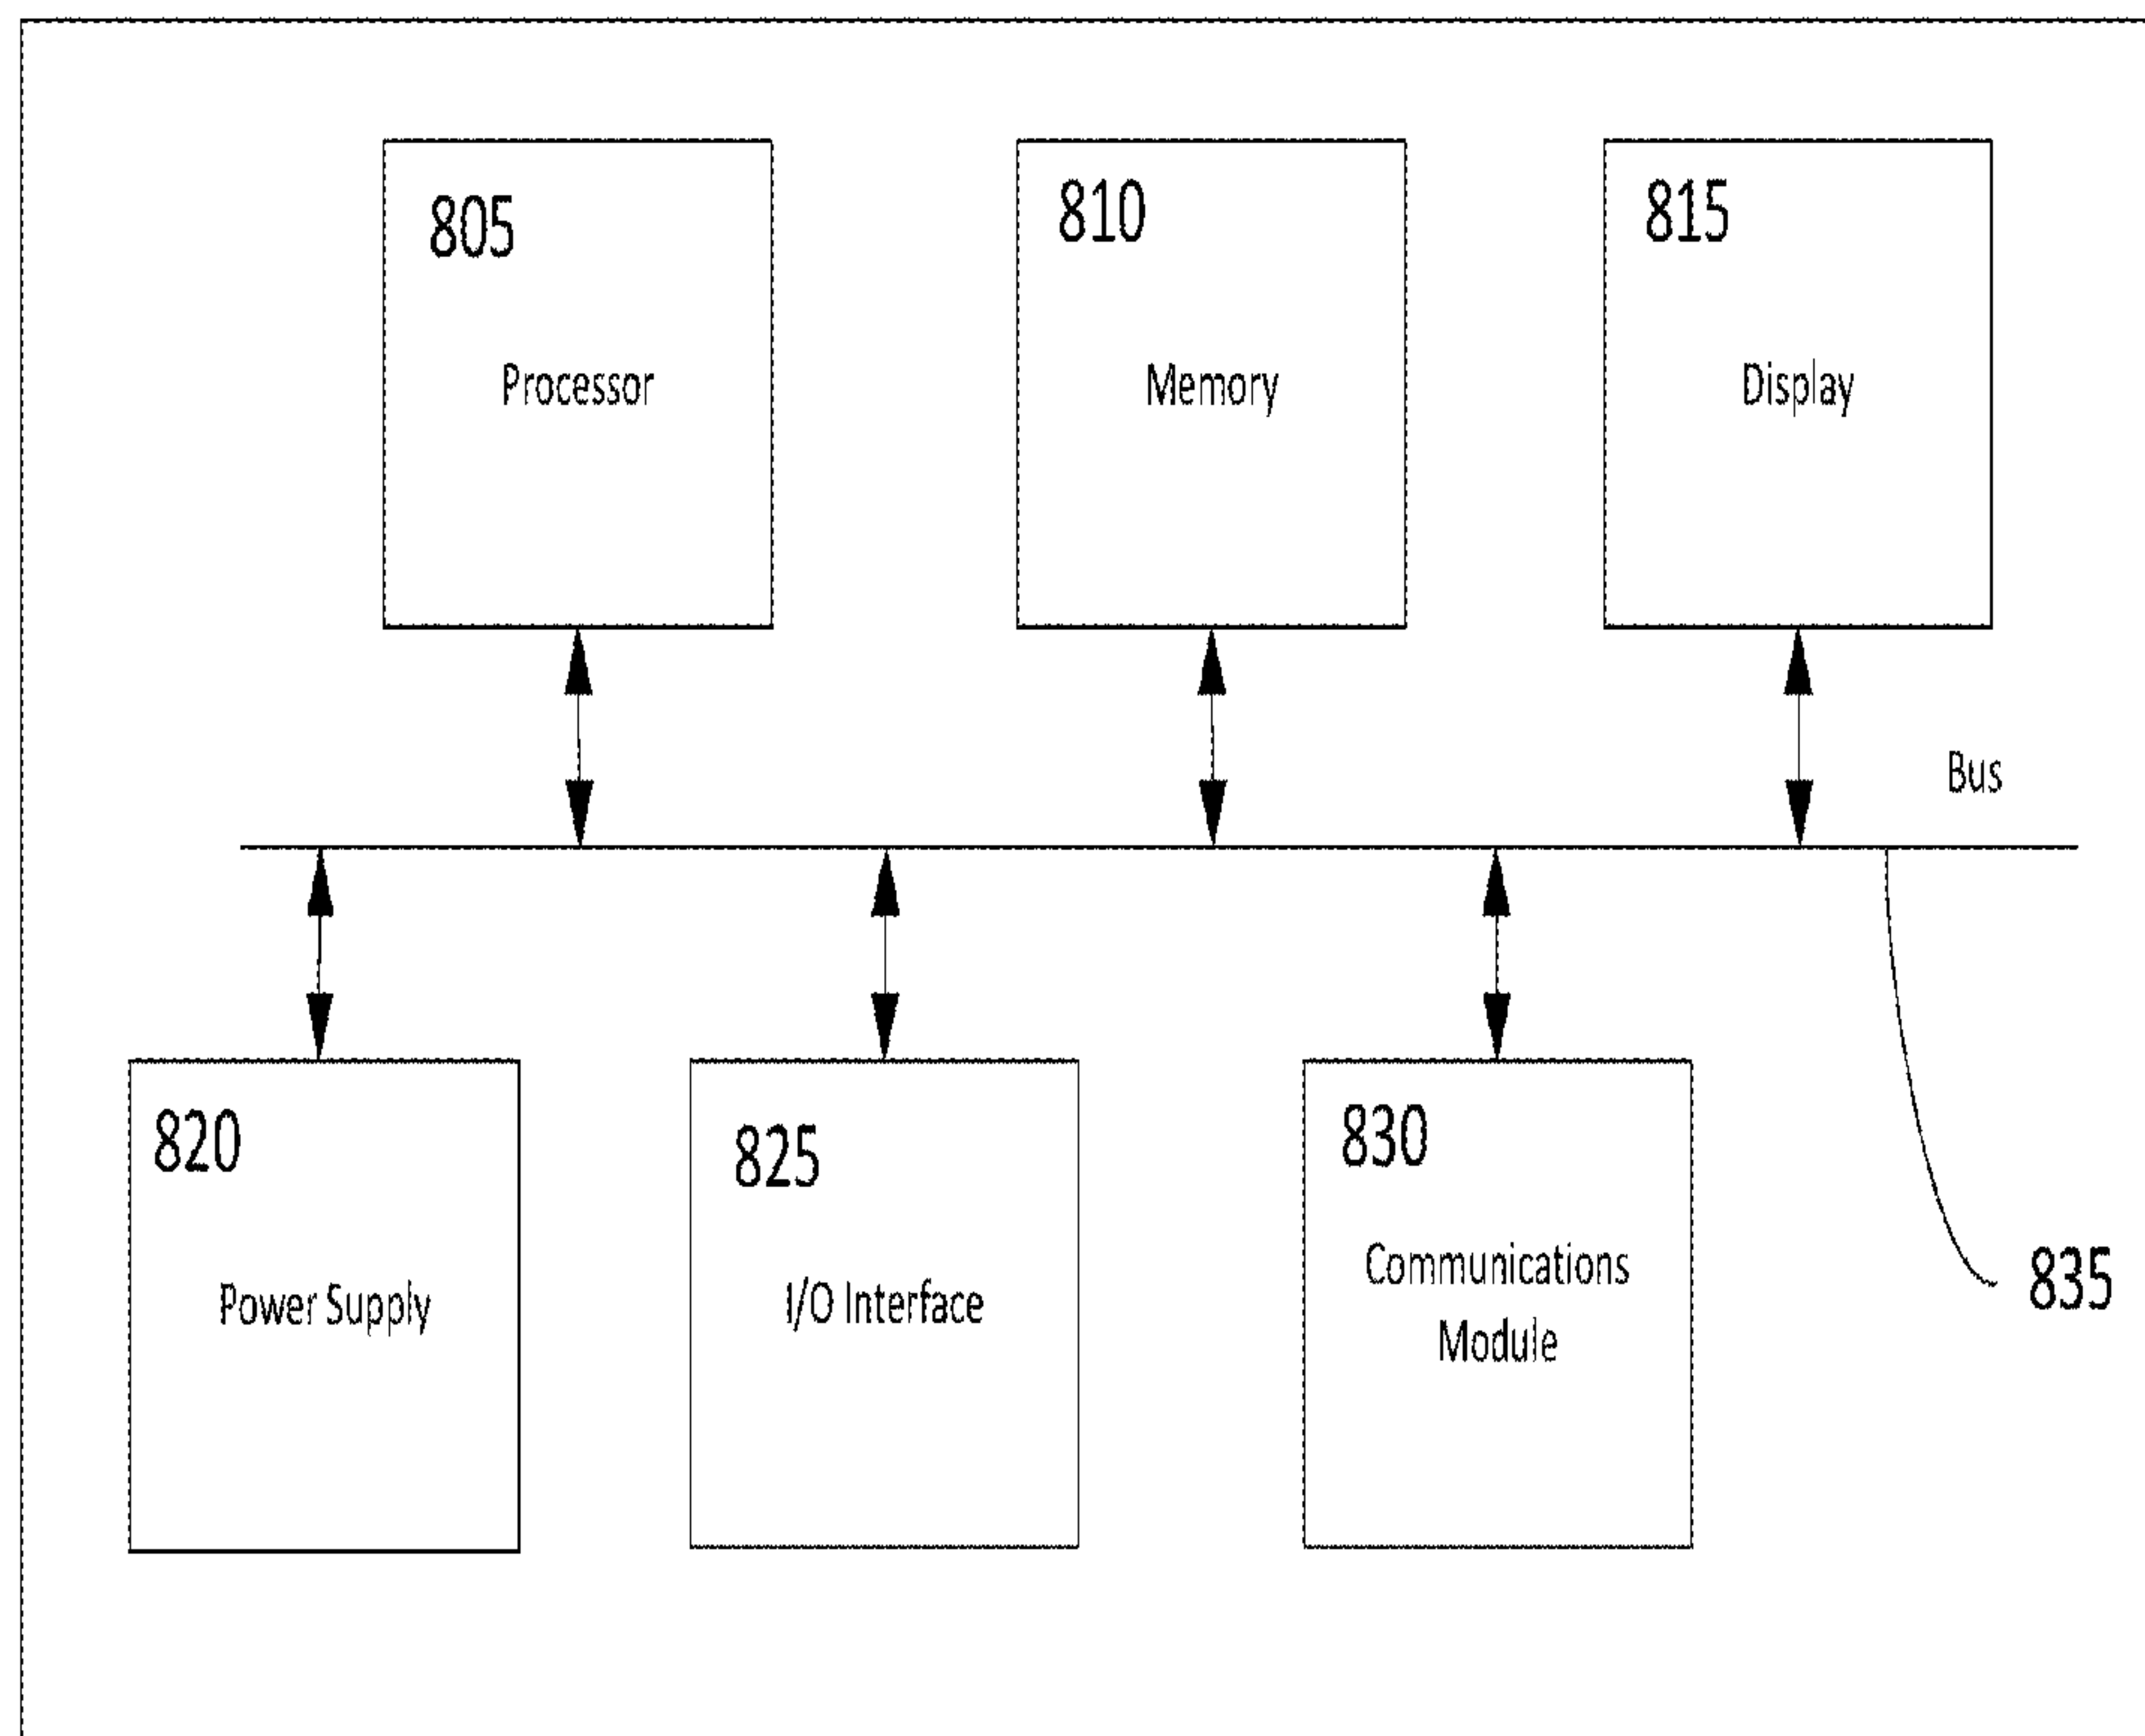 805
Processor
810
Memory
815
Display
Bus
820
Power Supply
825
I/O Interface
830
Communications
Module
835